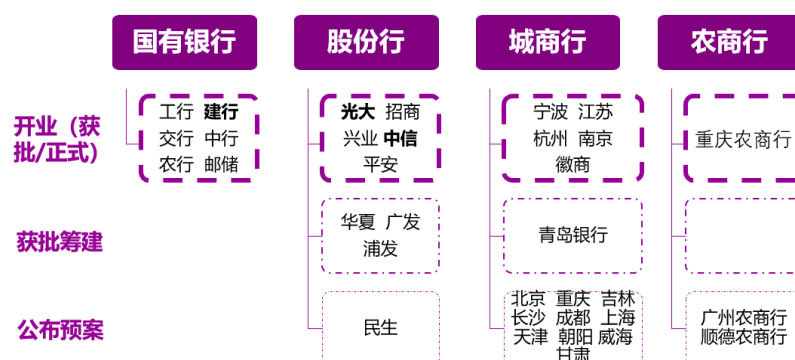 国有银行 股份行 城商行 农商行
开业（获
批/正式）
工行 建行
交行 中行
农行 邮储
光大 招商
兴业 中信
平安
宁波 江苏
杭州 南京
徽商
重庆农商行
获批筹建
华夏 广发
浦发
青岛银行
公布预案
民生
北京 重庆 吉林
长沙 成都 上海
天津 朝阳 威海
甘肃
广州农商行
顺德农商行